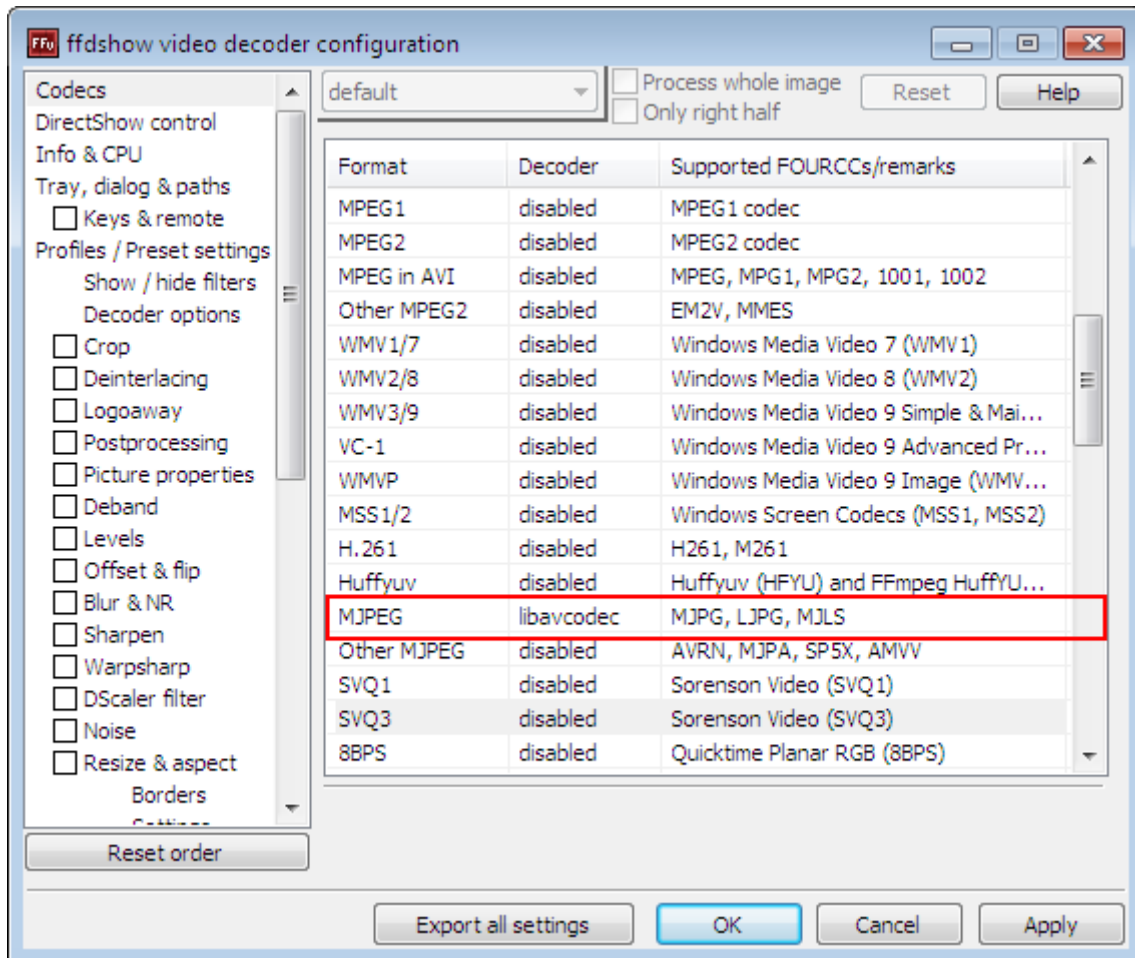 FFv ffdshow video decoder configuration
Codecs
DirectShow control
Info & CPU
Tray, dialog & paths
Keys & remote
Profiles / Preset settings
Show / hide filters
Decoder options
Crop
Deinterlacing
Logoaway
Postprocessing
Picture properties
Deband
Levels
Offset & flip
Blur & NR
Sharpen
Warpsharp
DScaler filter
Noise
Resize & aspect
Borders
Reset order
default
Process whole image
Only right half
Reset
Help
Format Decoder Supported FOURCCs/remarks
MPEG1 disabled MPEG1 codec
MPEG2 disabled MPEG2 codec
MPEG in AVI disabled MPEG, MPG1, MPG2, 1001, 1002
Other MPEG2 disabled EM2V, MMES
WMV1/7 disabled Windows Media Video 7 (WMV1)
WMV2/8 disabled Windows Media Video 8 (WMV2)
WMV3/9 disabled Windows Media Video 9 Simple & Mai...
VC-1 disabled Windows Media Video 9 Advanced Pr...
WMVP disabled Windows Media Video 9 Image (WMV...
MSS1/2 disabled Windows Screen Codecs (MSS1, MSS2)
H.261 disabled H261, M261
Huffyuv disabled Huffyuv (HFYU) and FFmpeg HuffYU...
MJPEG libavcodec MJPG, LJPG, MJLS
Other MJPEG disabled AVRN, MJPA, SP5X, AMVV
SVQ1 disabled Sorenson Video (SVQ1)
SVQ3 disabled Sorenson Video (SVQ3)
8BPS disabled Quicktime Planar RGB (8BPS)
Export all settings
OK
Cancel
Apply